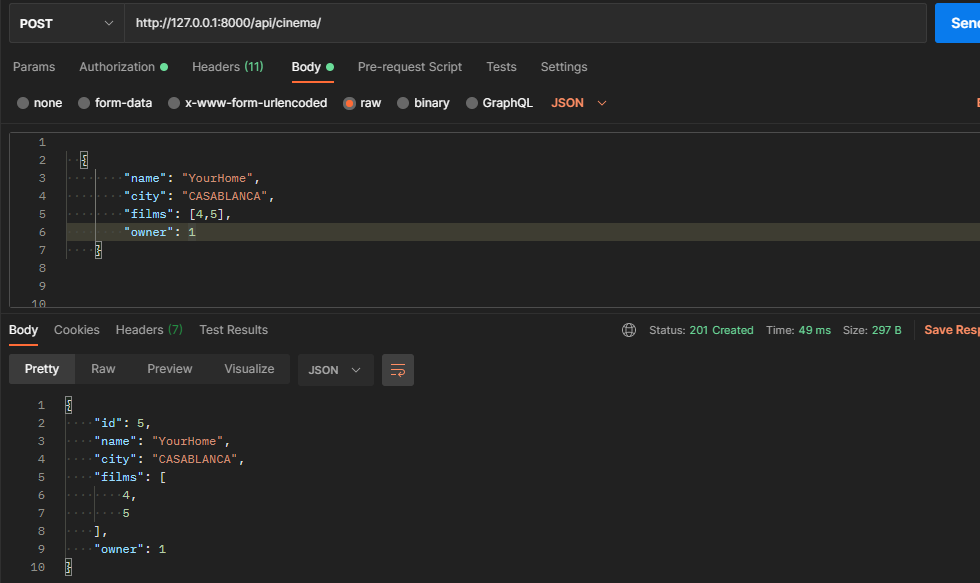 POST http://127.0.0.1:8000/api/cinema/ Send
Params Authorization Headers (11) Body Pre-request Script Tests Settings
none form-data x-www-form-urlencoded raw binary GraphQL JSON
1
2 {
3 "name": "YourHome",
4 "city": "CASABLANCA",
5 "films": [4,5],
6 "owner": 1
7 }
8
9
10
Body Cookies Headers (7) Test Results Status: 201 Created Time: 49 ms Size: 297 B Save Resp
Pretty Raw Preview Visualize JSON
1 {
2 "id": 5,
3 "name": "YourHome",
4 "city": "CASABLANCA",
5 "films": [
6 4,
7 5
8 ],
9 "owner": 1
10 }